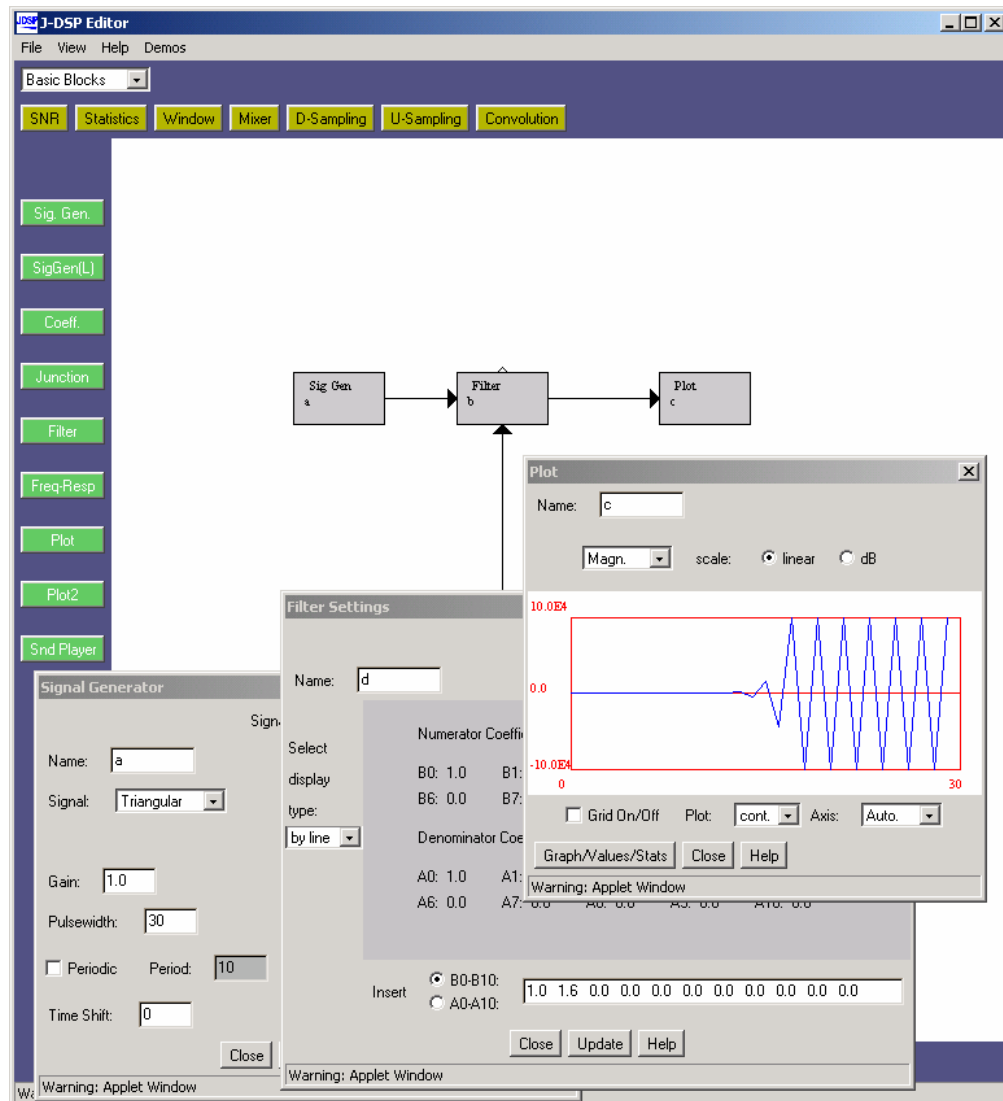 JDSP J-DSP Editor
File View Help Demos
Basic Blocks
SNR Statistics Window Mixer D-Sampling U-Sampling Convolution
Sig. Gen.
SigGen(L)
Coeff.
Junction
Filter
Freq-Resp
Plot
Plot2
Snd Player
Sig Gen
a
Filter
b
Plot
c
Plot
Name: c
Magn. scale: linear dB
10.0E4
0.0
-10.0E4
0 30
Grid On/Off Plot: cont. Axis: Auto.
Graph/Values/Stats Close Help
Warning: Applet Window
Filter Settings
Name: d
Select
display
type:
by line
Numerator Coeffi
B0: 1.0 B1:
B6: 0.0 B7:
Denominator Coe
A0: 1.0 A1:
A6: 0.0 A7: 0.0
Insert B0-B10:
A0-A10:
1.0 1.6 0.0 0.0 0.0 0.0 0.0 0.0 0.0 0.0 0.0
Close Update Help
Warning: Applet Window
Signal Generator
Signa
Name: a
Signal: Triangular
Gain: 1.0
Pulsewidth: 30
Periodic Period: 10
Time Shift: 0
Close
Warning: Applet Window